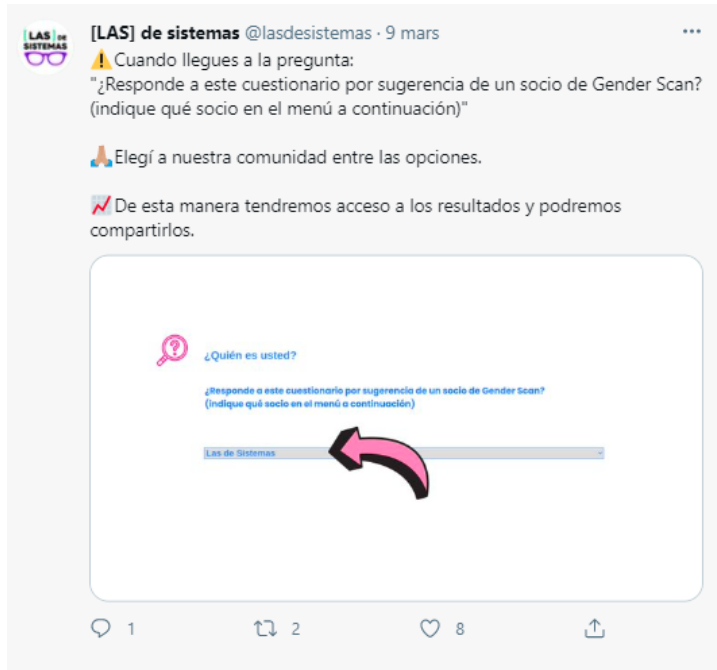 [LAS] DE
SISTEMAS
[LAS] de sistemas @lasdesistemas · 9 mars
Cuando llegues a la pregunta:
"¿Responde a este cuestionario por sugerencia de un socio de Gender Scan?
(indique qué socio en el menú a continuación)"
Elegí a nuestra comunidad entre las opciones.
De esta manera tendremos acceso a los resultados y podremos
compartirlos.
¿Quién es usted?
¿Responde a este cuestionario por sugerencia de un socio de Gender Scan?
(indique qué socio en el menú a continuación)
Las de Sistemas
1 2 8